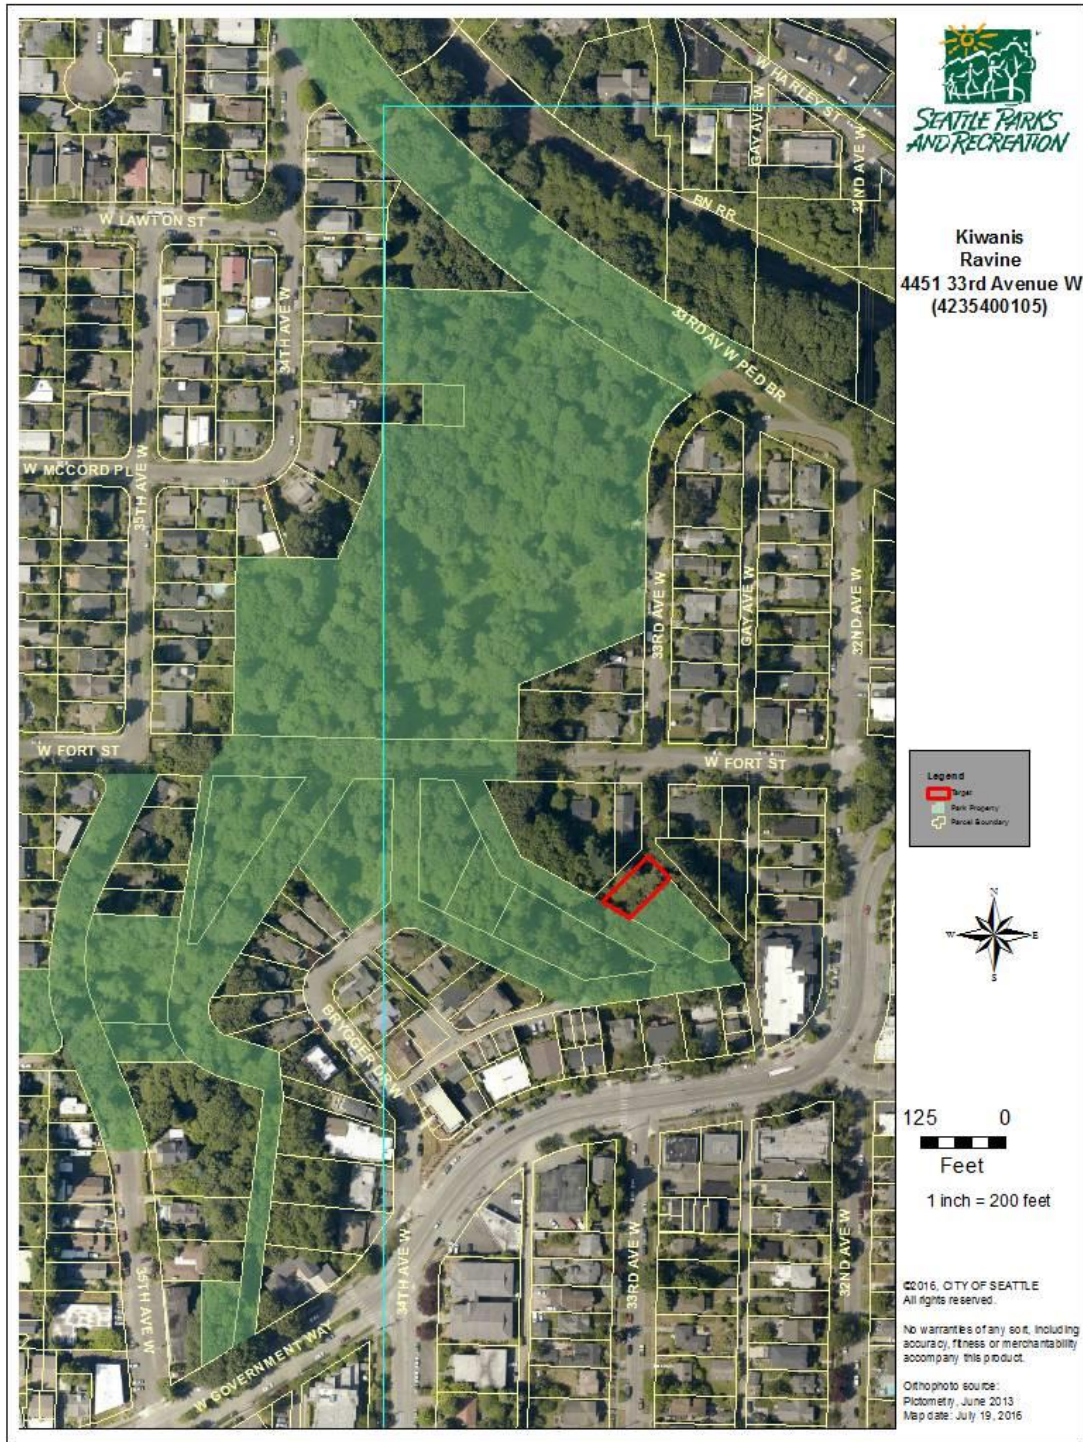 SEATTLE PARKS
AND RECREATION
Kiwanis
Ravine
4451 33rd Avenue W
(4235400105)
W HARLEY ST
GAY AVE W
32ND AVE W
BN RR
W LAWTON ST
34TH AVE W
33RD AV W PED BR
W MCCORD PL
35TH AVE W
33RD AVE W
GAY AVE W
32ND AVE W
W FORT ST
W FORT ST
Legend
Target
Park Property
Parcel Boundary
N
W
E
S
BRYGGER DR W
125 0
Feet
1 inch = 200 feet
34TH AVE W
33RD AVE W
32ND AVE W
35TH AVE W
W GOVERNMENT WAY
©2016, CITY OF SEATTLE
All rights reserved.
No warranties of any sort, including
accuracy, fitness or merchantability
accompany this product.
Orthophoto source:
Pictometry, June 2013
Map date: July 19, 2016